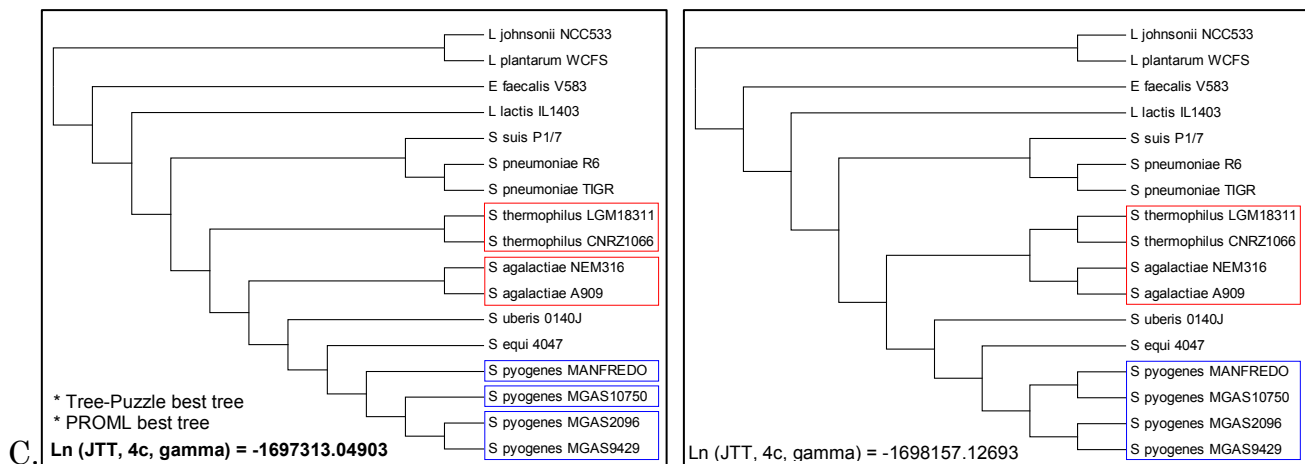 L johnsonii NCC533
L plantarum WCFS
E faecalis V583
L lactis IL1403
S suis P1/7
S pneumoniae R6
S pneumoniae TIGR
S thermophilus LGM18311
S thermophilus CNRZ1066
S agalactiae NEM316
S agalactiae A909
S uberis 0140J
S equi 4047
S pyogenes MANFREDO
S pyogenes MGAS10750
S pyogenes MGAS2096
S pyogenes MGAS9429
* Tree-Puzzle best tree
* PROML best tree
C. Ln (JTT, 4c, gamma) = -1697313.04903
L johnsonii NCC533
L plantarum WCFS
E faecalis V583
L lactis IL1403
S suis P1/7
S pneumoniae R6
S pneumoniae TIGR
S thermophilus LGM18311
S thermophilus CNRZ1066
S agalactiae NEM316
S agalactiae A909
S uberis 0140J
S equi 4047
S pyogenes MANFREDO
S pyogenes MGAS10750
S pyogenes MGAS2096
S pyogenes MGAS9429
Ln (JTT, 4c, gamma) = -1698157.12693